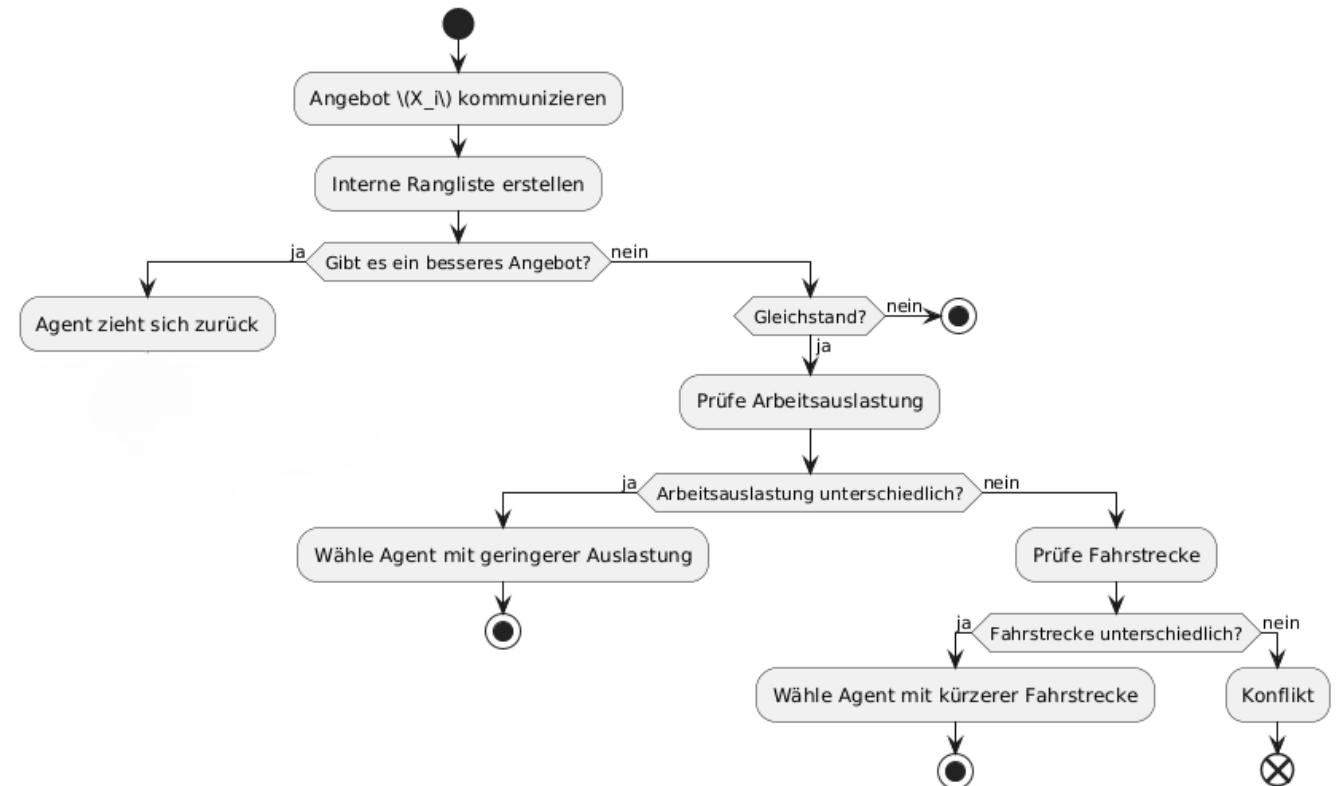 Angebot \(X_i\) kommunizieren
Interne Rangliste erstellen
ja
Gibt es ein besseres Angebot?
nein
Agent zieht sich zurück
Gleichstand?
nein
ja
Prüfe Arbeitsauslastung
ja
Arbeitsauslastung unterschiedlich?
nein
Wähle Agent mit geringerer Auslastung
Prüfe Fahrstrecke
ja
Fahrstrecke unterschiedlich?
nein
Wähle Agent mit kürzerer Fahrstrecke
Konflikt